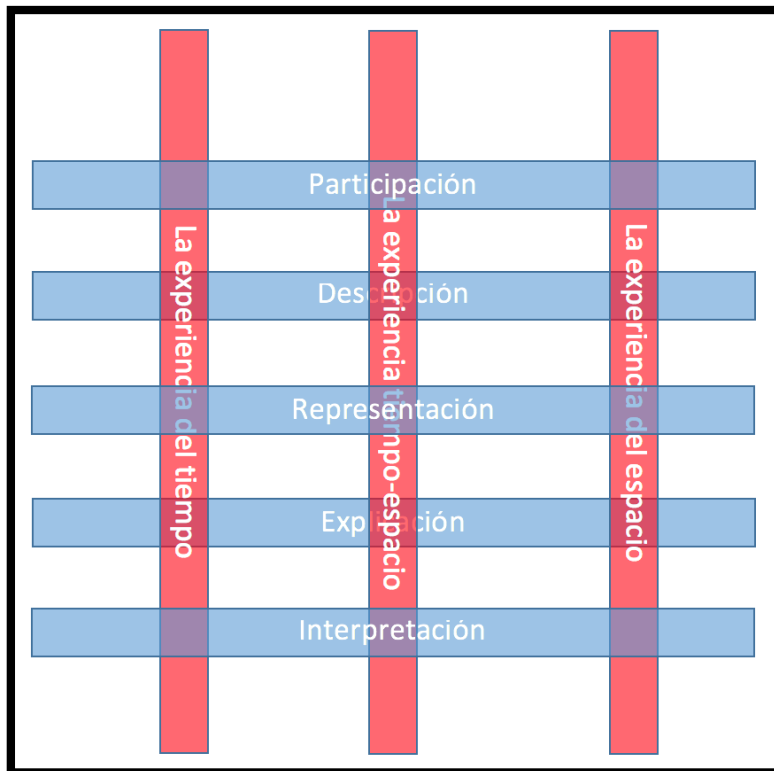 Participación
Descripción
Representación
Explicación
Interpretación
La experiencia del tiempo
La experiencia tiempo-espacio
La experiencia del espacio